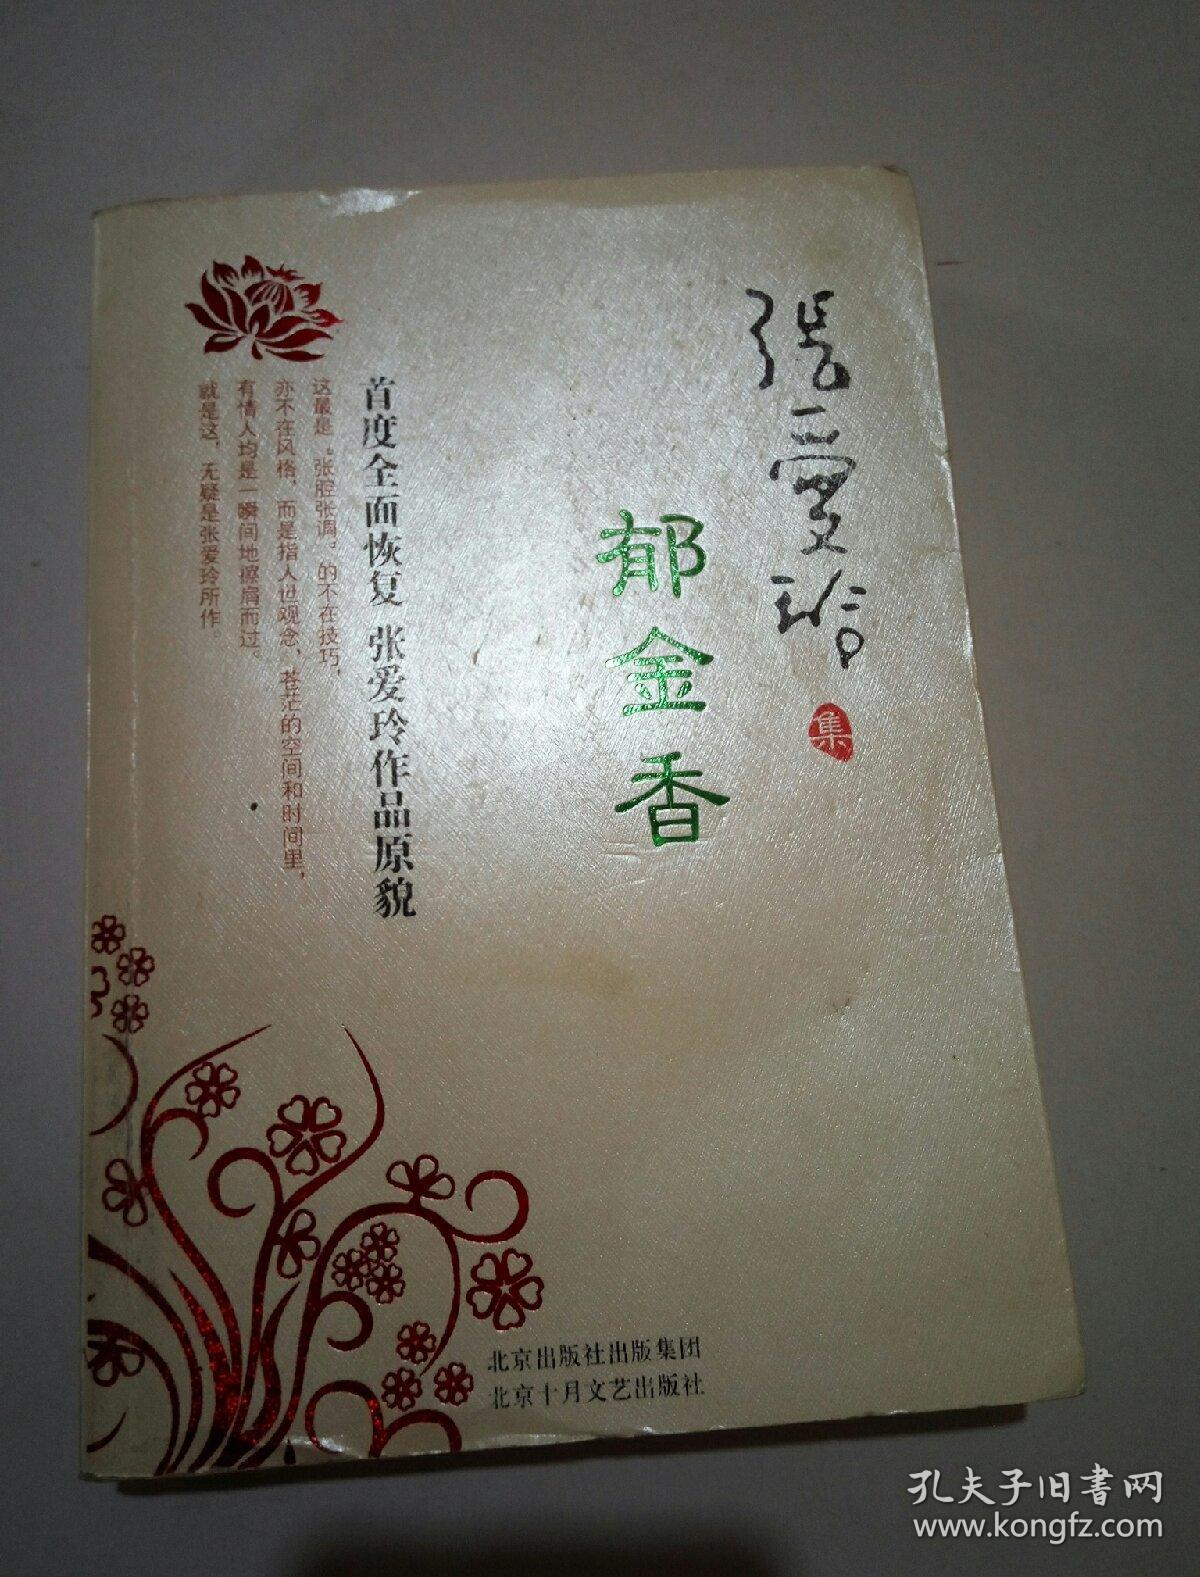 張愛玲
集
郁金香
首度全面恢复 张爱玲作品原貌
这最是“张腔张调”的不在技巧，
亦不在风格，而是指人世观念，苍茫的空间和时间里，
有情人均是一瞬间地擦肩而过。
就是这，无疑是张爱玲所作。
北京出版社出版集团
北京十月文艺出版社
孔夫子旧书网
www.kongfz.com